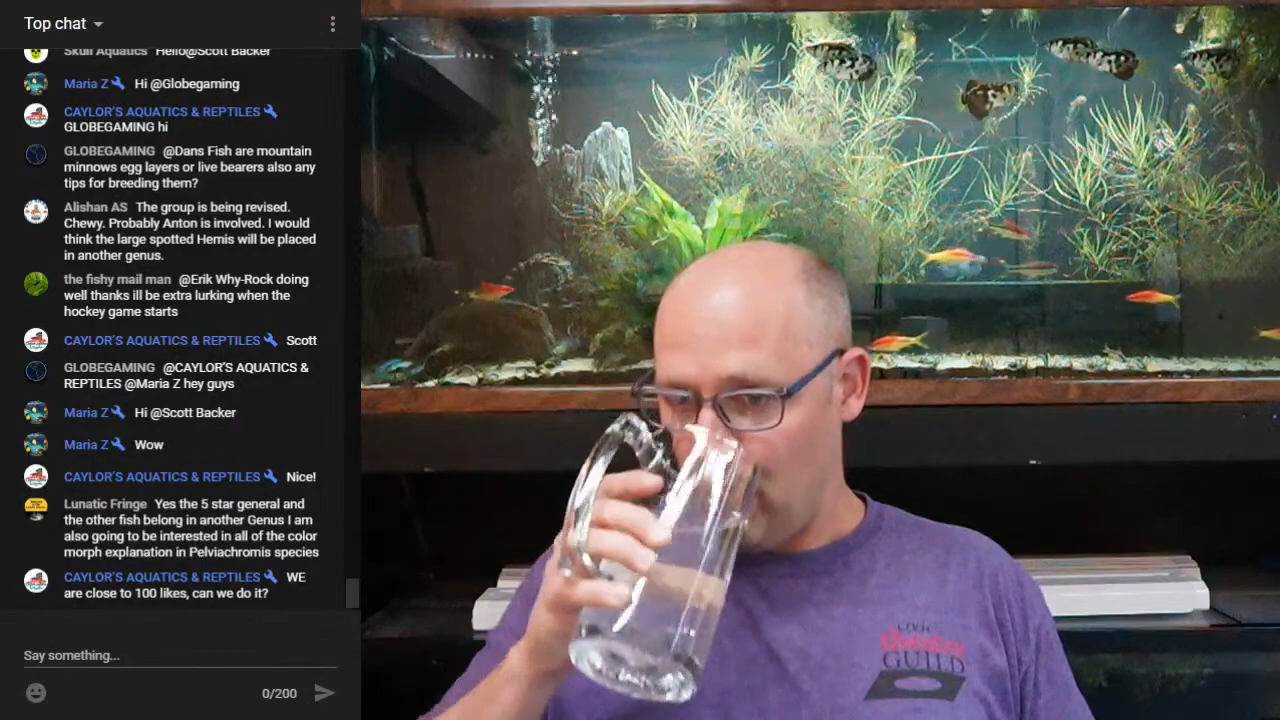 Top chat
Skull Aquatics Hello@Scott Backer
Maria Z Hi @Globegaming
CAYLOR'S AQUATICS & REPTILES
GLOBEGAMING hi
GLOBEGAMING @Dans Fish are mountain
minnows egg layers or live bearers also any
tips for breeding them?
Alishan AS The group is being revised.
Chewy. Probably Anton is involved. I would
think the large spotted Hemis will be placed
in another genus.
the fishy mail man @Erik Why-Rock doing
well thanks ill be extra lurking when the
hockey game starts
CAYLOR'S AQUATICS & REPTILES Scott
GLOBEGAMING @CAYLOR'S AQUATICS &
REPTILES @Maria Z hey guys
Maria Z Hi @Scott Backer
Maria Z Wow
CAYLOR'S AQUATICS & REPTILES Nice!
Lunatic Fringe Yes the 5 star general and
the other fish belong in another Genus I am
also going to be interested in all of the color
morph explanation in Pelviachromis species
CAYLOR'S AQUATICS & REPTILES WE
are close to 100 likes, can we do it?
Say something...
0/200
CIVIC
GUILD